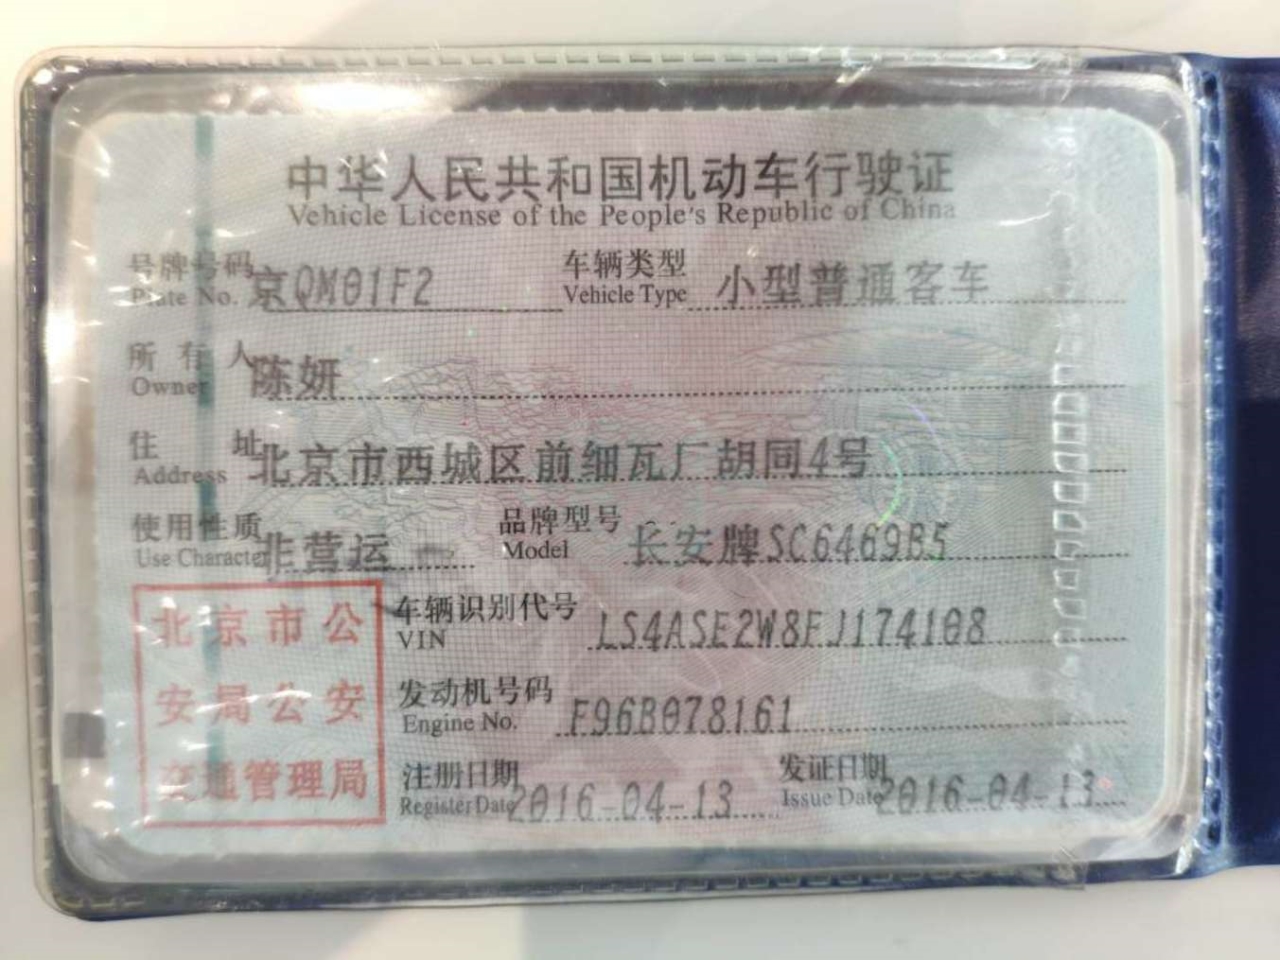 中华人民共和国机动车行驶证
Vehicle License of the People's Republic of China
号牌号码 京QM01F2 车辆类型 小型普通客车
Plate No. Vehicle Type
所有人 陈妍
Owner
住址 北京市西城区前细瓦厂胡同4号
Address
使用性质 非营运 品牌型号 长安牌SC6469B5
Use Character Model
车辆识别代号 LS4ASE2W8FJ174108
VIN
发动机号码 F96B078161
Engine No.
注册日期 2016-04-13 发证日期 2016-04-13
Register Date Issue Date
北京市公
安局公安
交通管理局